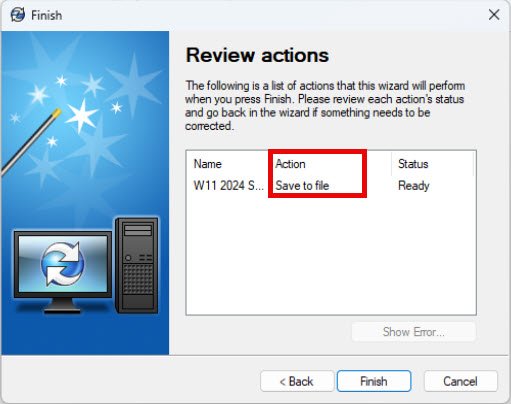 Finish
Review actions
The following is a list of actions that this wizard will perform
when you press Finish. Please review each action's status
and go back in the wizard if something needs to be
corrected.
Name Action Status
W11 2024 S... Save to file Ready
Show Error...
< Back Finish Cancel